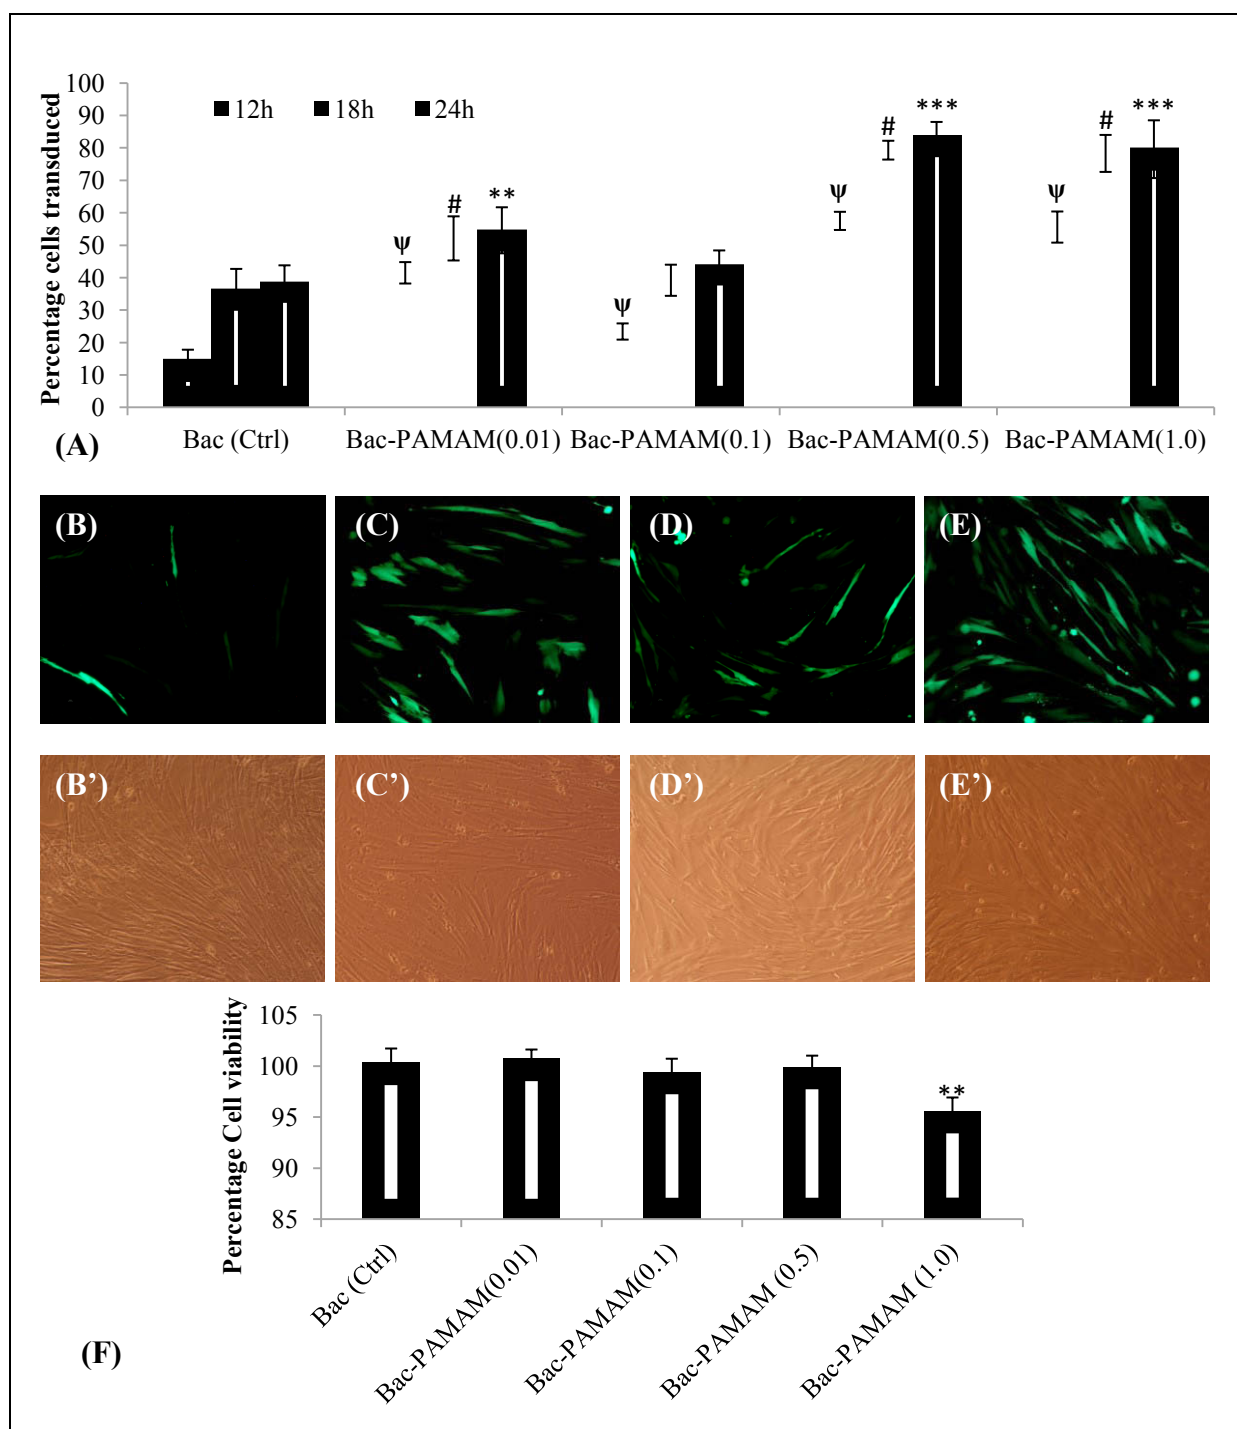 100
90
80
70
60
50
40
30
20
10
0
Percentage cells transduced
12h 18h 24h
ψ # **
ψ
ψ # ***
ψ # ***
Bac (Ctrl) Bac-PAMAM(0.01) Bac-PAMAM(0.1) Bac-PAMAM(0.5) Bac-PAMAM(1.0)
(A)
(B) (C) (D) (E)
(B’) (C’) (D’) (E’)
105
100
95
90
85
Percentage Cell viability
**
Bac (Ctrl)
Bac-PAMAM(0.01)
Bac-PAMAM(0.1)
Bac-PAMAM (0.5)
Bac-PAMAM (1.0)
(F)